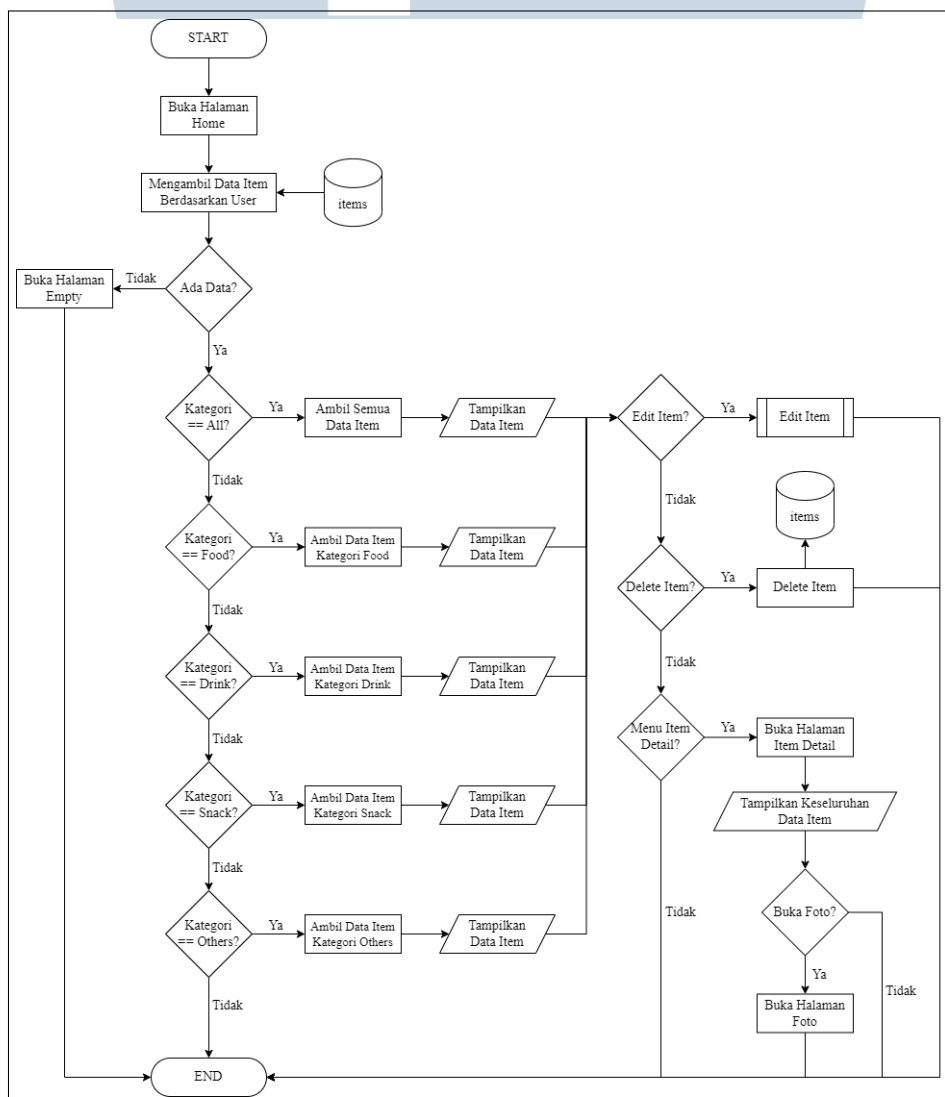 START
Buka Halaman
Home
Mengambil Data Item
Berdasarkan User
items
Ada Data?
Tidak
Buka Halaman
Empty
Ya
Kategori
== All?
Ya
Ambil Semua
Data Item
Tampilkan
Data Item
Tidak
Kategori
== Food?
Ya
Ambil Data Item
Kategori Food
Tampilkan
Data Item
Tidak
Kategori
== Drink?
Ya
Ambil Data Item
Kategori Drink
Tampilkan
Data Item
Tidak
Kategori
== Snack?
Ya
Ambil Data Item
Kategori Snack
Tampilkan
Data Item
Tidak
Kategori
== Others?
Ya
Ambil Data Item
Kategori Others
Tampilkan
Data Item
Tidak
Edit Item?
Ya
Edit Item
Tidak
items
Delete Item?
Ya
Delete Item
Tidak
Menu Item
Detail?
Ya
Buka Halaman
Item Detail
Tampilkan Keseluruhan
Data Item
Tidak
Buka Foto?
Ya
Tidak
Buka Halaman
Foto
END